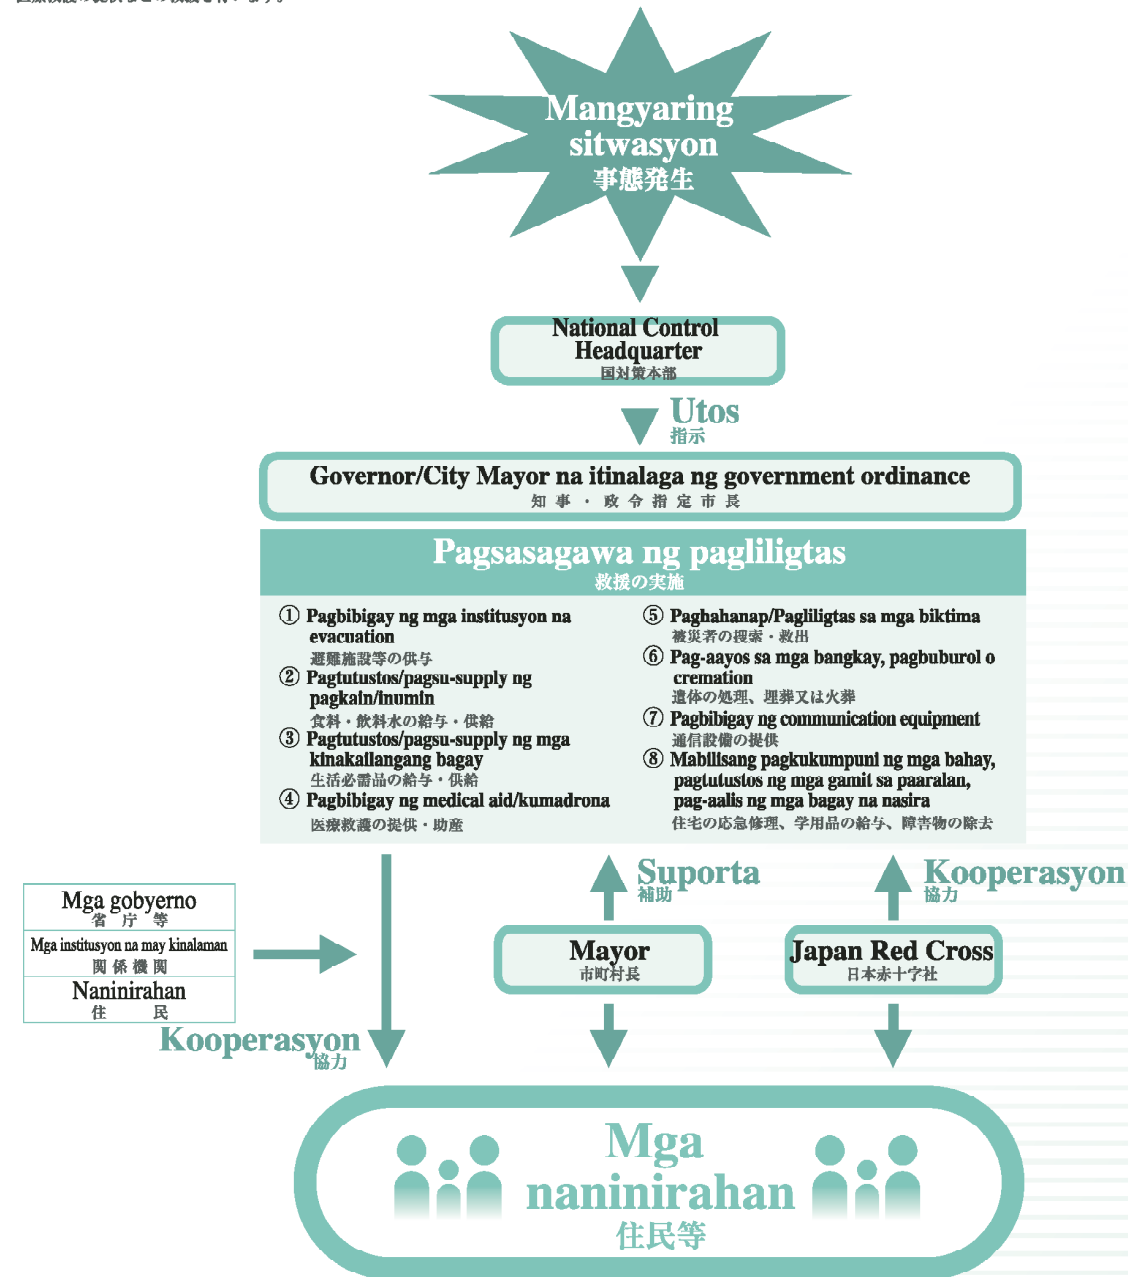 Mangyaring
sitwasyon
事態発生
National Control
Headquarter
国対策本部
Utos
指示
Governor/City Mayor na itinalaga ng government ordinance
知事・政令指定市長
Pagsasagawa ng pagliligtas
救援の実施
① Pagbibigay ng mga institusyon na
evacuation
避難施設等の供与
② Pagtutustos/pagsu-supply ng
pagkain/inumin
食料・飲料水の給与・供給
③ Pagtutustos/pagsu-supply ng mga
kinakailangang bagay
生活必需品の給与・供給
④ Pagbibigay ng medical aid/kumadrona
医療救護の提供・助産
⑤ Paghahanap/Pagliligtas sa mga biktima
被災者の捜索・救出
⑥ Pag-aayos sa mga bangkay, pagbuburol o
cremation
遺体の処理、埋葬又は火葬
⑦ Pagbibigay ng communication equipment
通信設備の提供
⑧ Mabilisang pagkukumpuni ng mga bahay,
pagtutustos ng mga gamit sa paaralan,
pag-aalis ng mga bagay na nasira
住宅の応急修理、学用品の給与、障害物の除去
Suporta
補助
Kooperasyon
協力
Mga gobyerno
省庁等
Mga institusyon na may kinalaman
関係機関
Naninirahan
住民
Kooperasyon
協力
Mayor
市町村長
Japan Red Cross
日本赤十字社
Mga
naninirahan
住民等